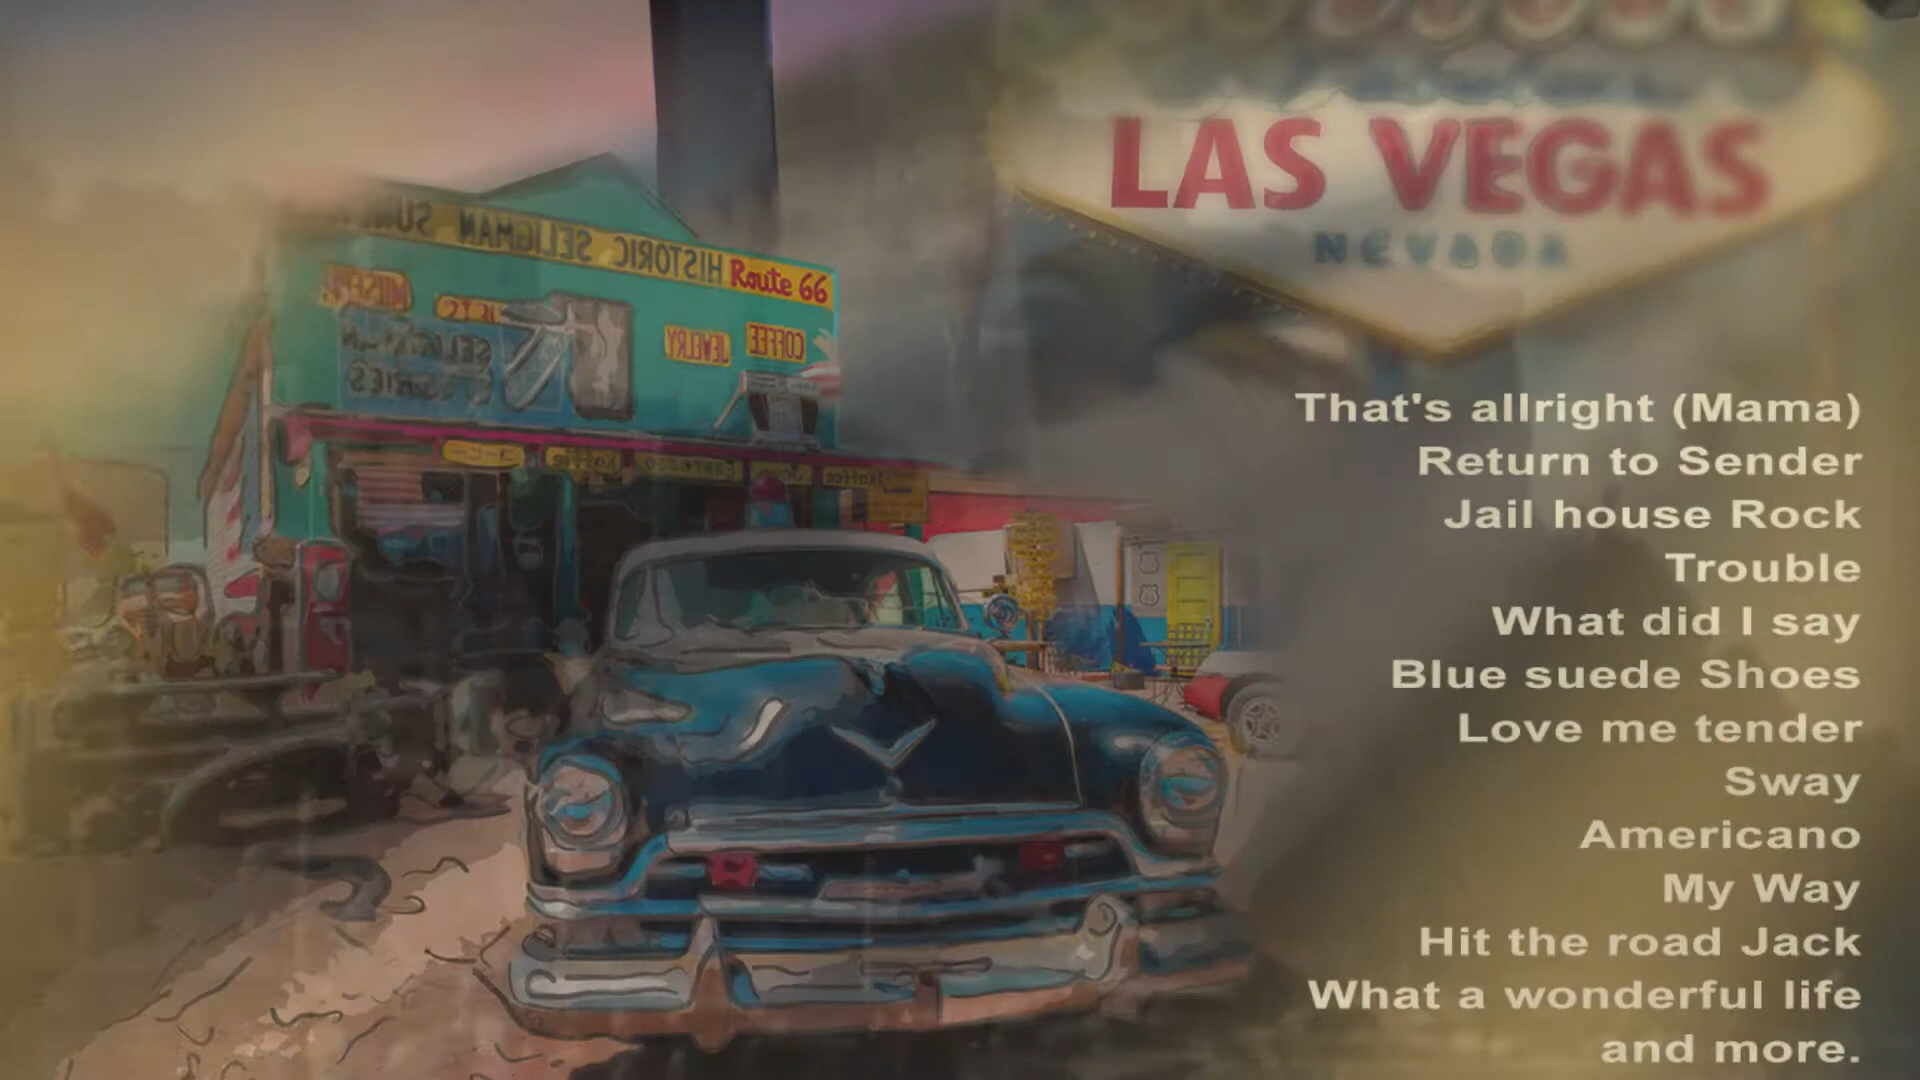 LAS VEGAS
NEVADA
HISTORIC SELIGMAN
Route 66
COFFEE
JEWELRY
That's allright (Mama)
Return to Sender
Jail house Rock
Trouble
What did I say
Blue suede Shoes
Love me tender
Sway
Americano
My Way
Hit the road Jack
What a wonderful life
and more.